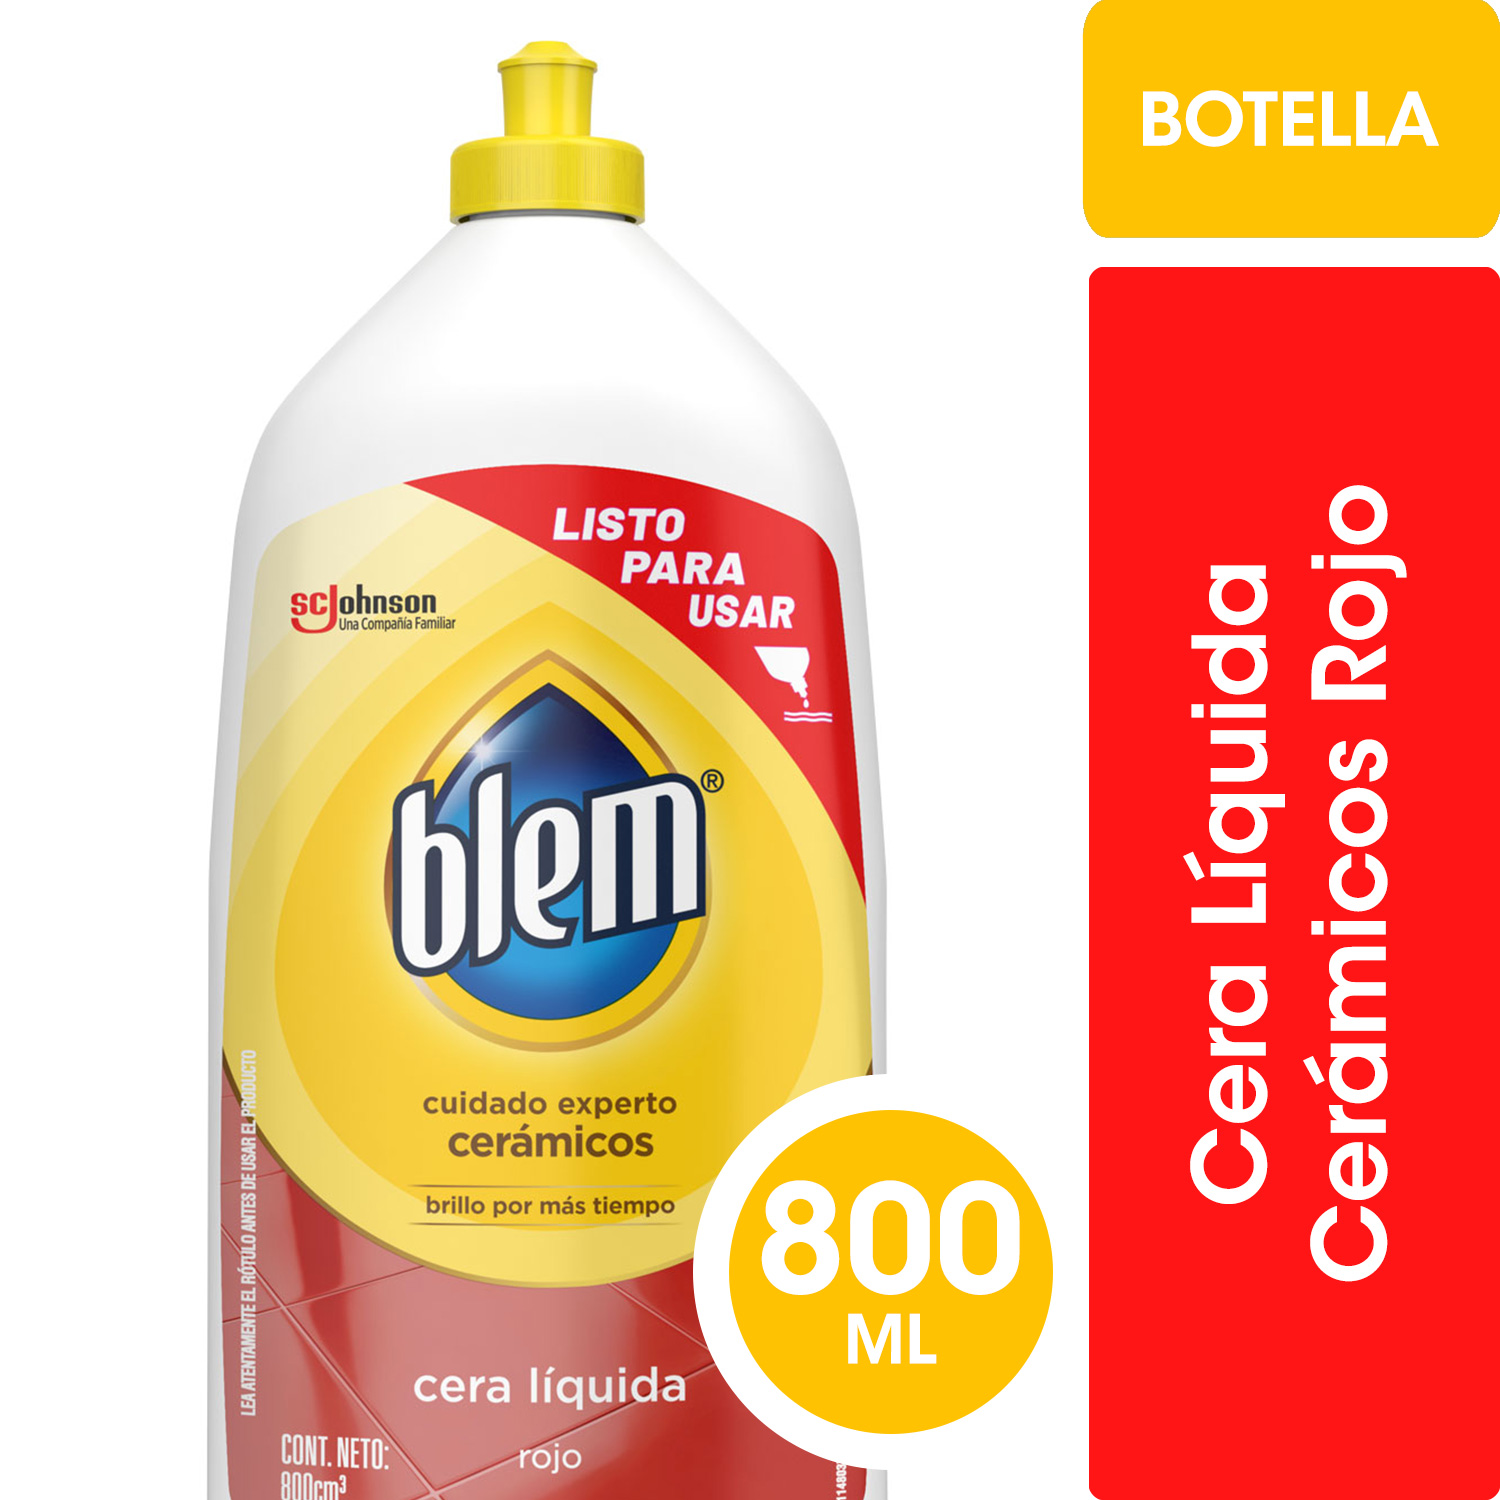 BOTELLA
Cera Líquida
Cerámicos Rojo
LISTO
PARA
USAR
SCJohnson
Una Compañía Familiar
blem®
cuidado experto
cerámicos
brillo por más tiempo
LEA ATENTAMENTE EL RÓTULO ANTES DE USAR EL PRODUCTO
800
ML
cera líquida
rojo
CONT. NETO:
800cm³